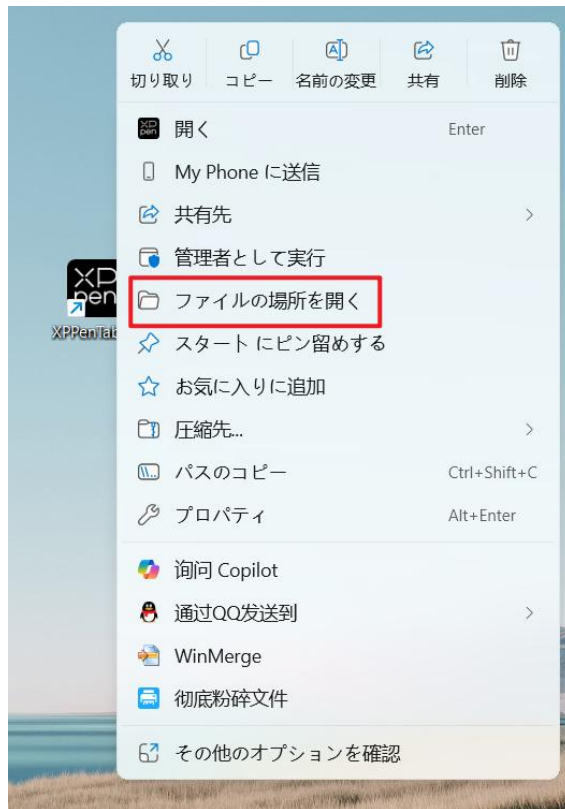 切り取り コピー 名前の変更 共有 削除
開く Enter
My Phone に送信
共有先
管理者として実行
XP
pen
ファイルの場所を開く
XPPenTab
スタート にピン留めする
お気に入りに追加
圧縮先...
パスのコピー Ctrl+Shift+C
プロパティ Alt+Enter
询问 Copilot
通过QQ发送到
WinMerge
彻底粉碎文件
その他のオプションを確認